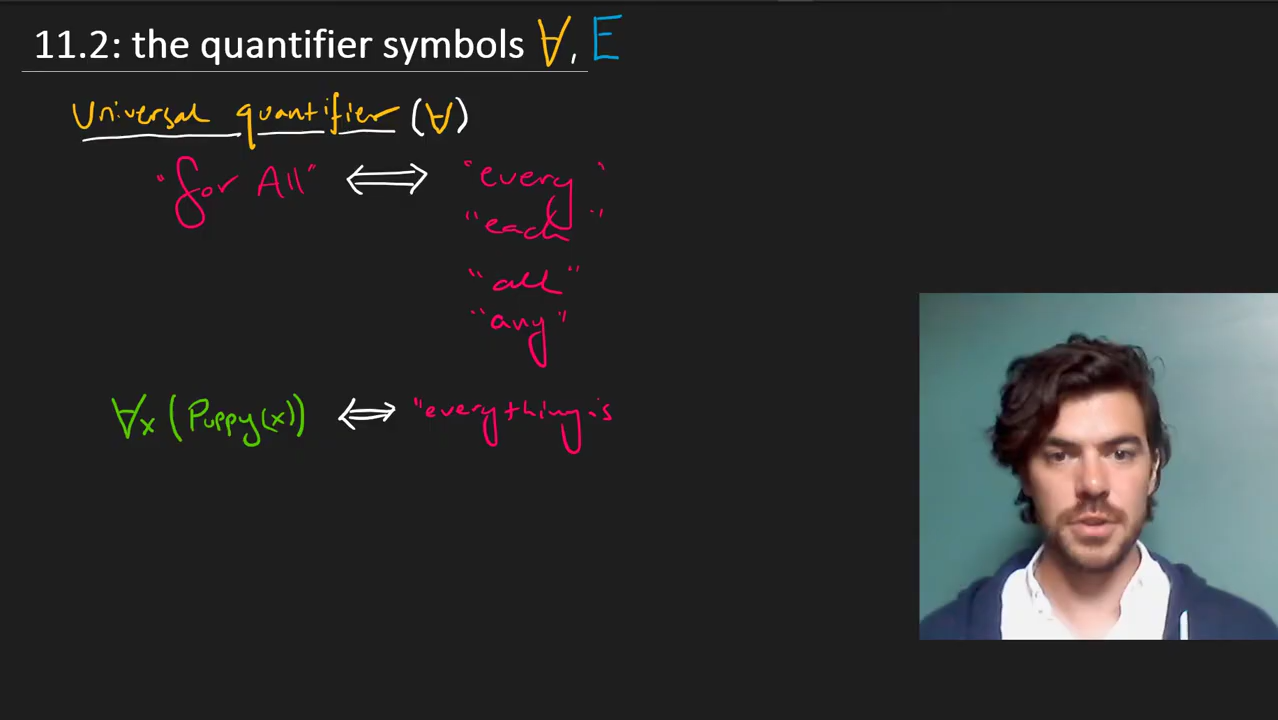 11.2: the quantifier symbols ∀, E
Universal quantifier (∀)
"for All" ⟺ "every"
"each"
"all"
"any"
∀x (Puppy(x)) ⟺ "everything is